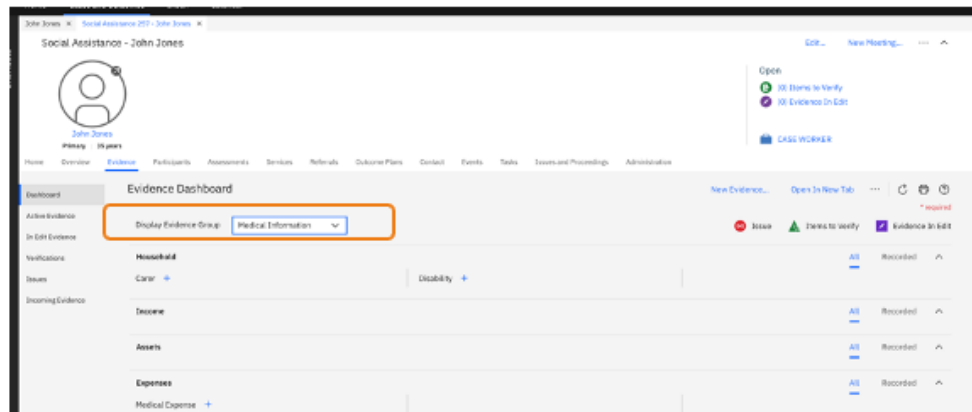 John Jones × Social Assistance 257 - John Jones ×
Social Assistance - John Jones
Edit... New Meeting... ···
Open
(0) Items to Verify
(0) Evidence In Edit
CASE WORKER
John Jones
Primary 35 years
Home Overview Evidence Participants Assessments Services Referrals Outcome Plans Contact Events Tasks Issues and Proceedings Administration
Dashboard
Active Evidence
In Edit Evidence
Verifications
Issues
Incoming Evidence
Evidence Dashboard
New Evidence... Open In New Tab ···
* required
Display Evidence Group Medical Information
Issue Items to Verify Evidence In Edit
Household All Recorded
Carer + Disability +
Income All Recorded
Assets All Recorded
Expenses All Recorded
Medical Expense +